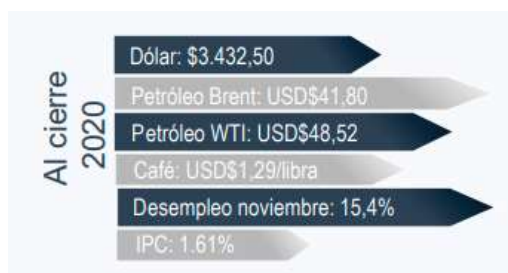 Al cierre
2020
Dólar: $3.432,50
Petróleo Brent: USD$41,80
Petróleo WTI: USD$48,52
Café: USD$1,29/libra
Desempleo noviembre: 15,4%
IPC: 1.61%